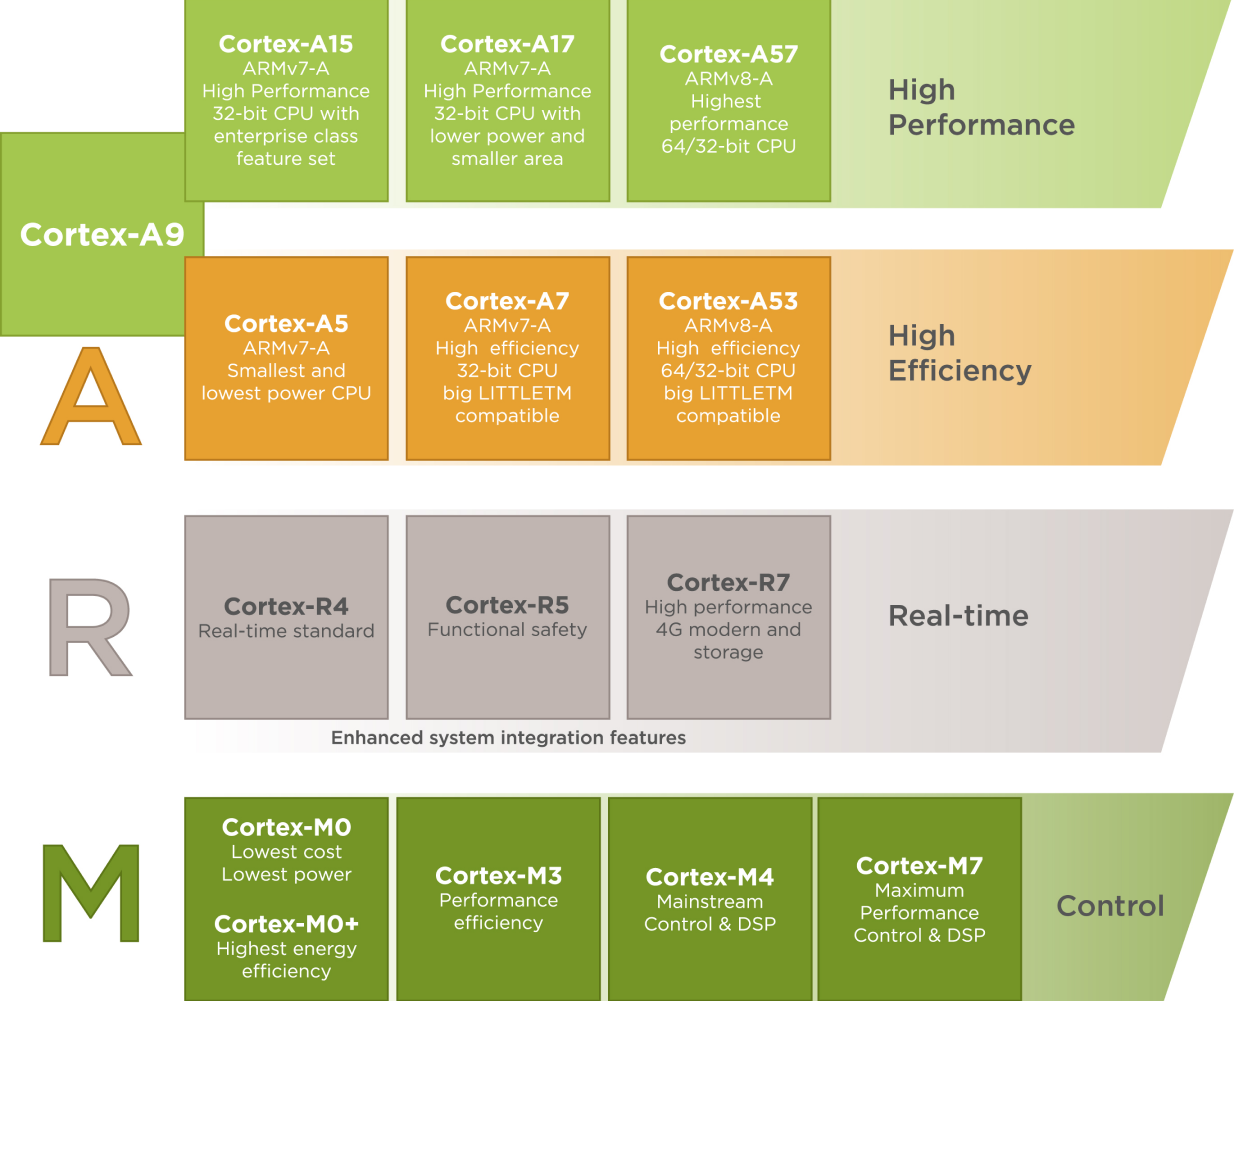 Cortex-A15
ARMv7-A
High Performance
32-bit CPU with
enterprise class
feature set
Cortex-A17
ARMv7-A
High Performance
32-bit CPU with
lower power and
smaller area
Cortex-A57
ARMv8-A
Highest
performance
64/32-bit CPU
High
Performance
Cortex-A9
A
Cortex-A5
ARMv7-A
Smallest and
lowest power CPU
Cortex-A7
ARMv7-A
High efficiency
32-bit CPU
big LITTLETM
compatible
Cortex-A53
ARMv8-A
High efficiency
64/32-bit CPU
big LITTLETM
compatible
High
Efficiency
R
Cortex-R4
Real-time standard
Cortex-R5
Functional safety
Cortex-R7
High performance
4G modern and
storage
Real-time
Enhanced system integration features
M
Cortex-M0
Lowest cost
Lowest power
Cortex-M0+
Highest energy
efficiency
Cortex-M3
Performance
efficiency
Cortex-M4
Mainstream
Control & DSP
Cortex-M7
Maximum
Performance
Control & DSP
Control